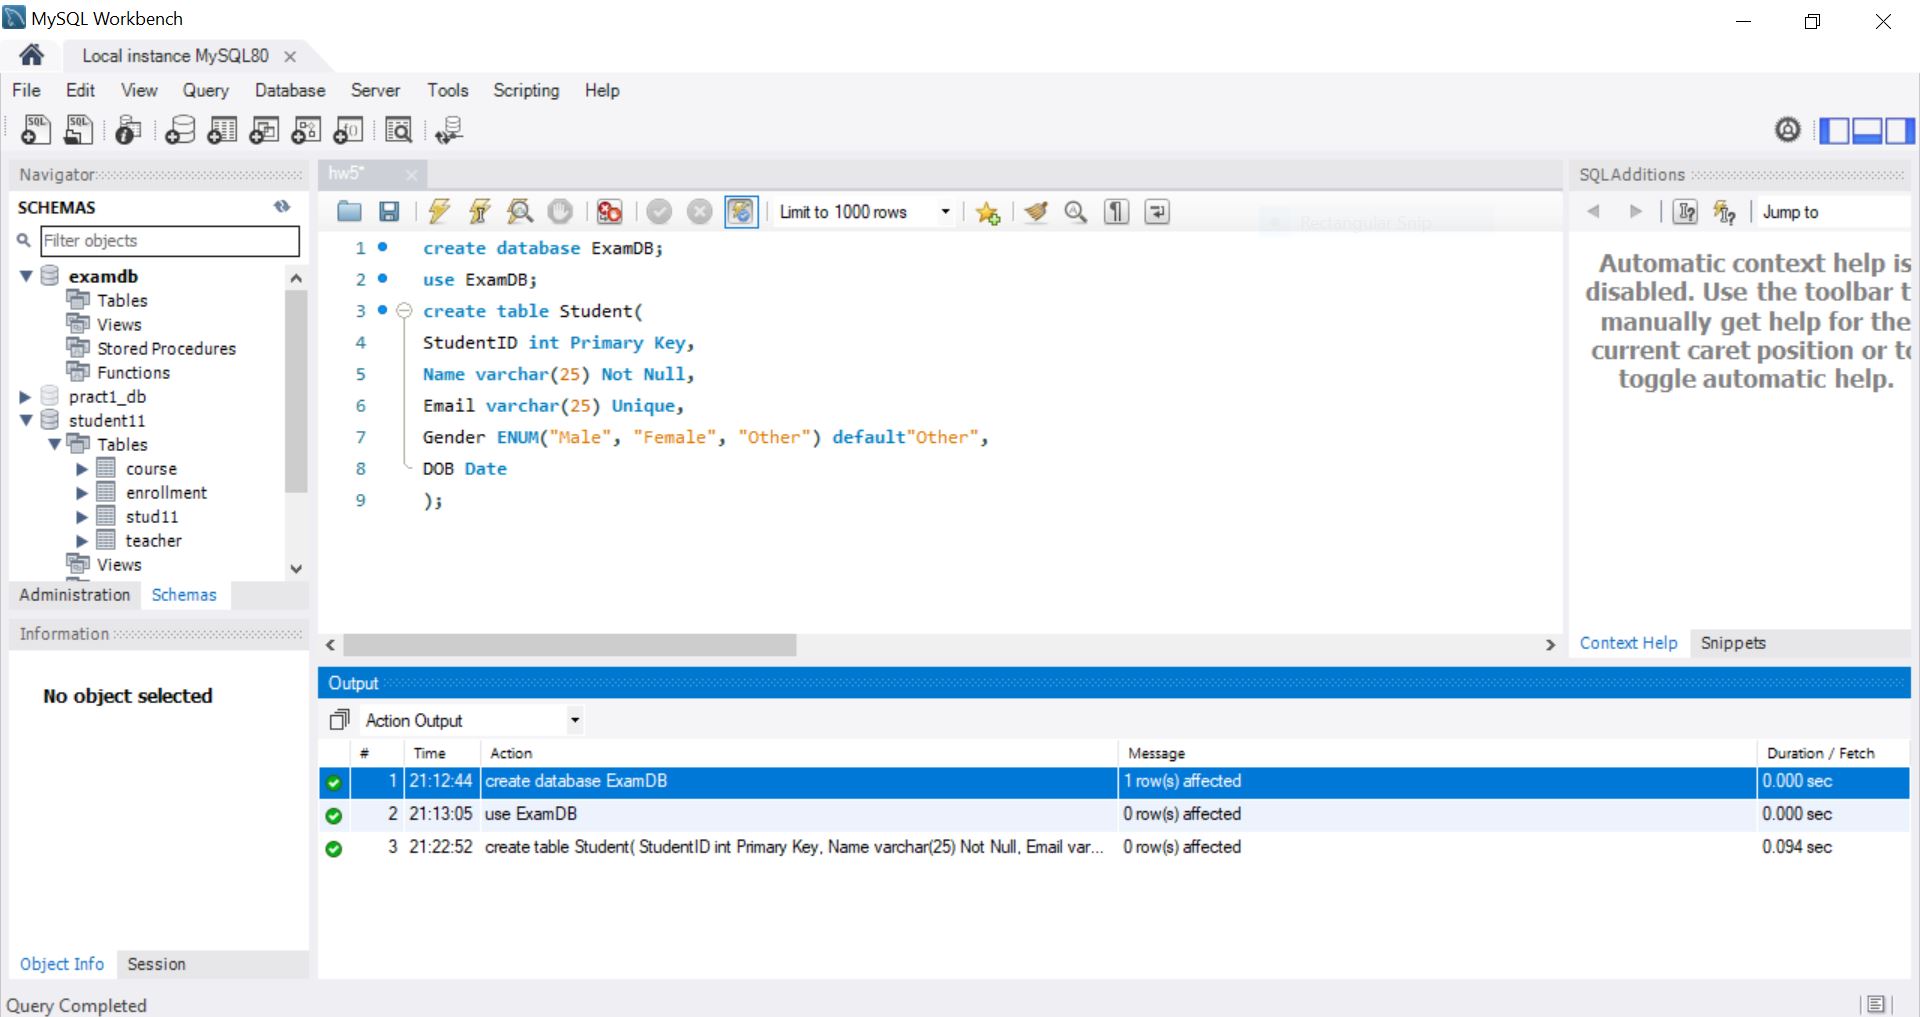 MySQL Workbench
Local instance MySQL80
File Edit View Query Database Server Tools Scripting Help
Navigator
SCHEMAS
Filter objects
examdb
Tables
Views
Stored Procedures
Functions
pract1_db
student11
Tables
course
enrollment
stud11
teacher
Views
Administration Schemas
Information
No object selected
Object Info Session
Query Completed
hw5*
Limit to 1000 rows
Rectangular Snip
1 create database ExamDB;
2 use ExamDB;
3 create table Student(
4 StudentID int Primary Key,
5 Name varchar(25) Not Null,
6 Email varchar(25) Unique,
7 Gender ENUM("Male", "Female", "Other") default"Other",
8 DOB Date
9 );
SQLAdditions
Jump to
Automatic context help is
disabled. Use the toolbar t
manually get help for the
current caret position or to
toggle automatic help.
Context Help Snippets
Output
Action Output
# Time Action Message Duration / Fetch
1 21:12:44 create database ExamDB 1 row(s) affected 0.000 sec
2 21:13:05 use ExamDB 0 row(s) affected 0.000 sec
3 21:22:52 create table Student( StudentID int Primary Key, Name varchar(25) Not Null, Email var... 0 row(s) affected 0.094 sec